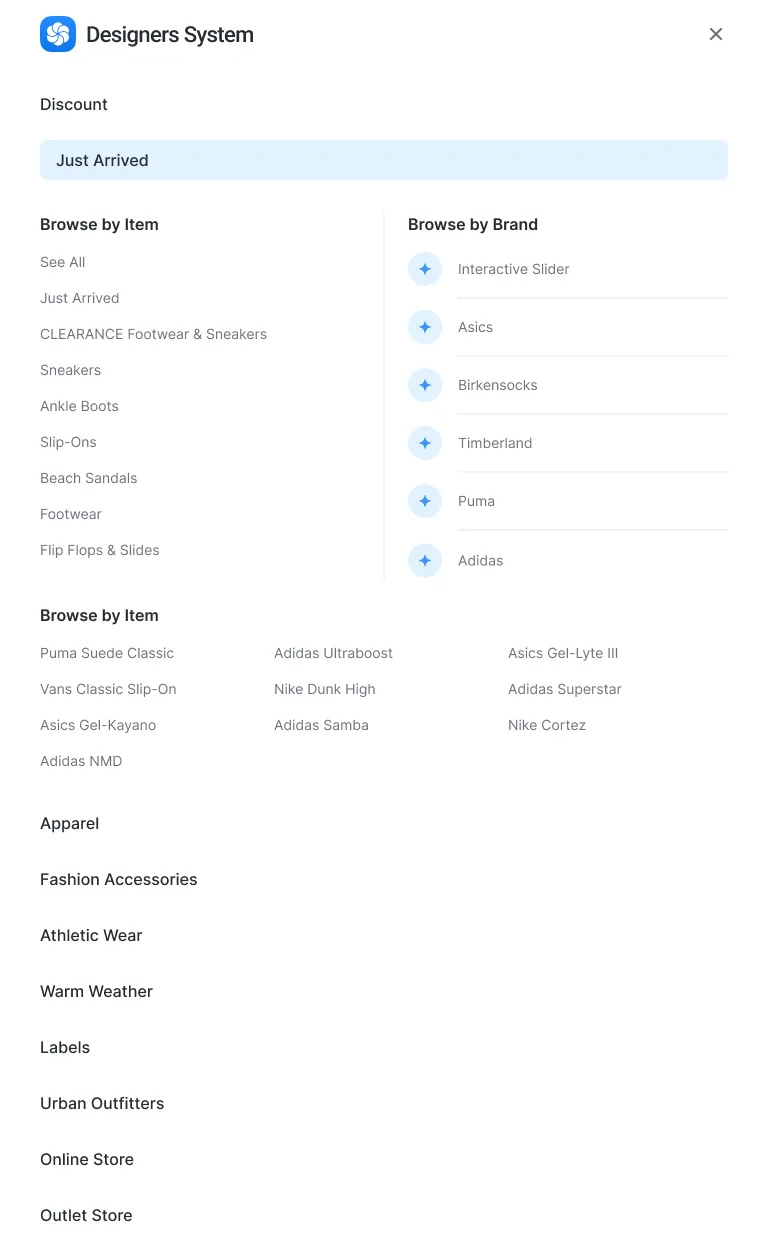 Designers System
Discount
Just Arrived
Browse by Item
See All
Just Arrived
CLEARANCE Footwear & Sneakers
Sneakers
Ankle Boots
Slip-Ons
Beach Sandals
Footwear
Flip Flops & Slides
Browse by Brand
Interactive Slider
Asics
Birkensocks
Timberland
Puma
Adidas
Browse by Item
Puma Suede Classic
Adidas Ultraboost
Asics Gel-Lyte III
Vans Classic Slip-On
Nike Dunk High
Adidas Superstar
Asics Gel-Kayano
Adidas Samba
Nike Cortez
Adidas NMD
Apparel
Fashion Accessories
Athletic Wear
Warm Weather
Labels
Urban Outfitters
Online Store
Outlet Store